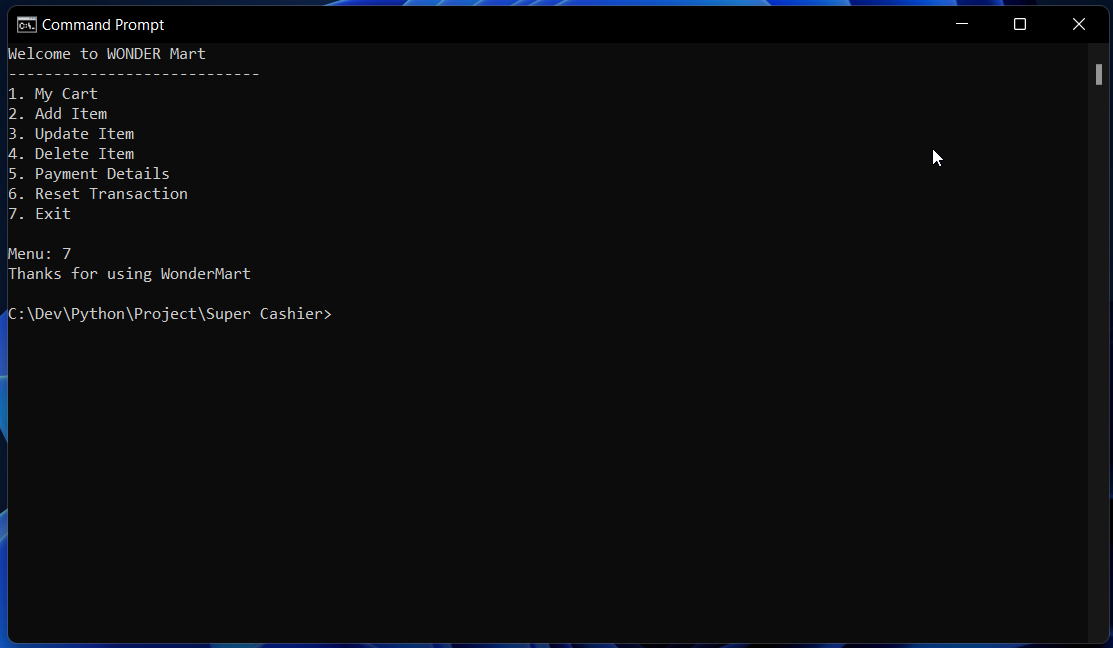 Command Prompt
Welcome to WONDER Mart
----------------------------
1. My Cart
2. Add Item
3. Update Item
4. Delete Item
5. Payment Details
6. Reset Transaction
7. Exit
Menu: 7
Thanks for using WonderMart
C:\Dev\Python\Project\Super Cashier>